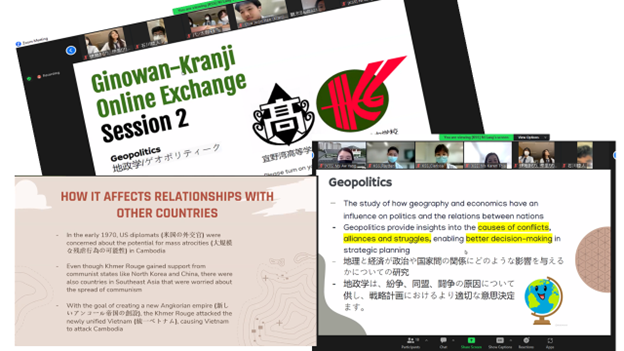 Zoom Meeting
Recording
Ginowan-Kranji
Online Exchange
Session 2
Geopolitics
地政学/ゲオポリティーク
宜野湾高等学
Please turn on
HOW IT AFFECTS RELATIONSHIPS WITH
OTHER COUNTRIES
- In the early 1970, US diplomats (米国の外交官) were
concerned about the potential for mass atrocities (大規模
な残虐行為の可能性) in Cambodia
- Even though Khmer Rouge gained support from
communist states like North Korea and China, there were
also countries in Southeast Asia that were worried about
the spread of communism
- With the goal of creating a new Angkorian empire (新し
いアンコール帝国の創設), the Khmer Rouge attacked the
newly unified Vietnam (統一ベトナム), causing Vietnam
to attack Cambodia
View Options
Geopolitics
- The study of how geography and economics have an
influence on politics and the relations between nations
- Geopolitics provide insights into the causes of conflicts,
alliances and struggles, enabling better decision-making in
strategic planning
- 地理と経済が政治や国家間の関係にどのような影響を与える
かについての研究
- 地政学は、紛争、同盟、闘争の原因について
供し、戦略計画におけるより適切な意思決定
ます。
Participants
Chat
Share Screen
Show Captions
Reactions
Apps